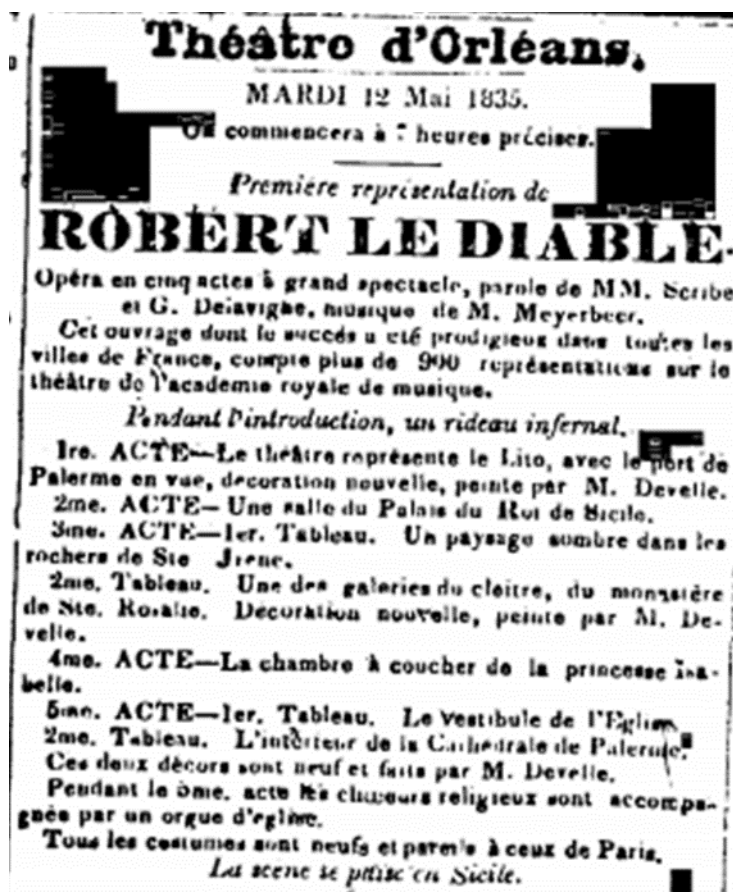 Théâtre d'Orléans.
MARDI 12 Mai 1835.
On commencera à 7 heures précises.
Première représentation de
ROBERT LE DIABLE
Opéra en cinq actes à grand spectacle, parole de MM. Scribe
et G. Delavigne, musique de M. Meyerbeer.
Cet ouvrage dont le succés a eté prodigieux dans toutes les
villes de France, compte plus de 900 représentations sur le
théâtre de l'academie royale de musique.
Pendant l'introduction, un rideau infernal.
1re. ACTE—Le théâtre représente le Lito, avec le port de
Palerme en vue, decoration nouvelle, peinte par M. Develle.
2me. ACTE—Une salle du Palais du Roi de Sicile.
3me. ACTE—1er. Tableau. Un paysage sombre dans les
rochers de Ste Irene.
2me. Tableau. Une des galeries du cloitre, du monastère
de Ste. Rosalie. Décoration nouvelle, peinte par M. De-
velle.
4me. ACTE—La chambre à coucher de la princesse Isa-
belle.
5me. ACTE—1er. Tableau. Le Vestibule de l'Eglise
2me. Tableau. L'intèrieur de la Cathédrale de Palerme.
Ces deux décors sont neuf et faits par M. Develle.
Pendant le 5me. acte les chœurs religieux sont accompa-
gnés par un orgue d'eglise.
Tous les costumes sont neufs et pareils à ceux de Paris.
La scène se passe en Sicile.